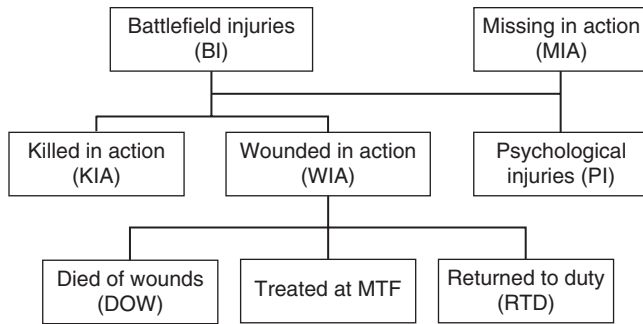 Battlefield injuries
(BI)
Missing in action
(MIA)
Killed in action
(KIA)
Wounded in action
(WIA)
Psychological
injuries (PI)
Died of wounds
(DOW)
Treated at MTF
Returned to duty
(RTD)